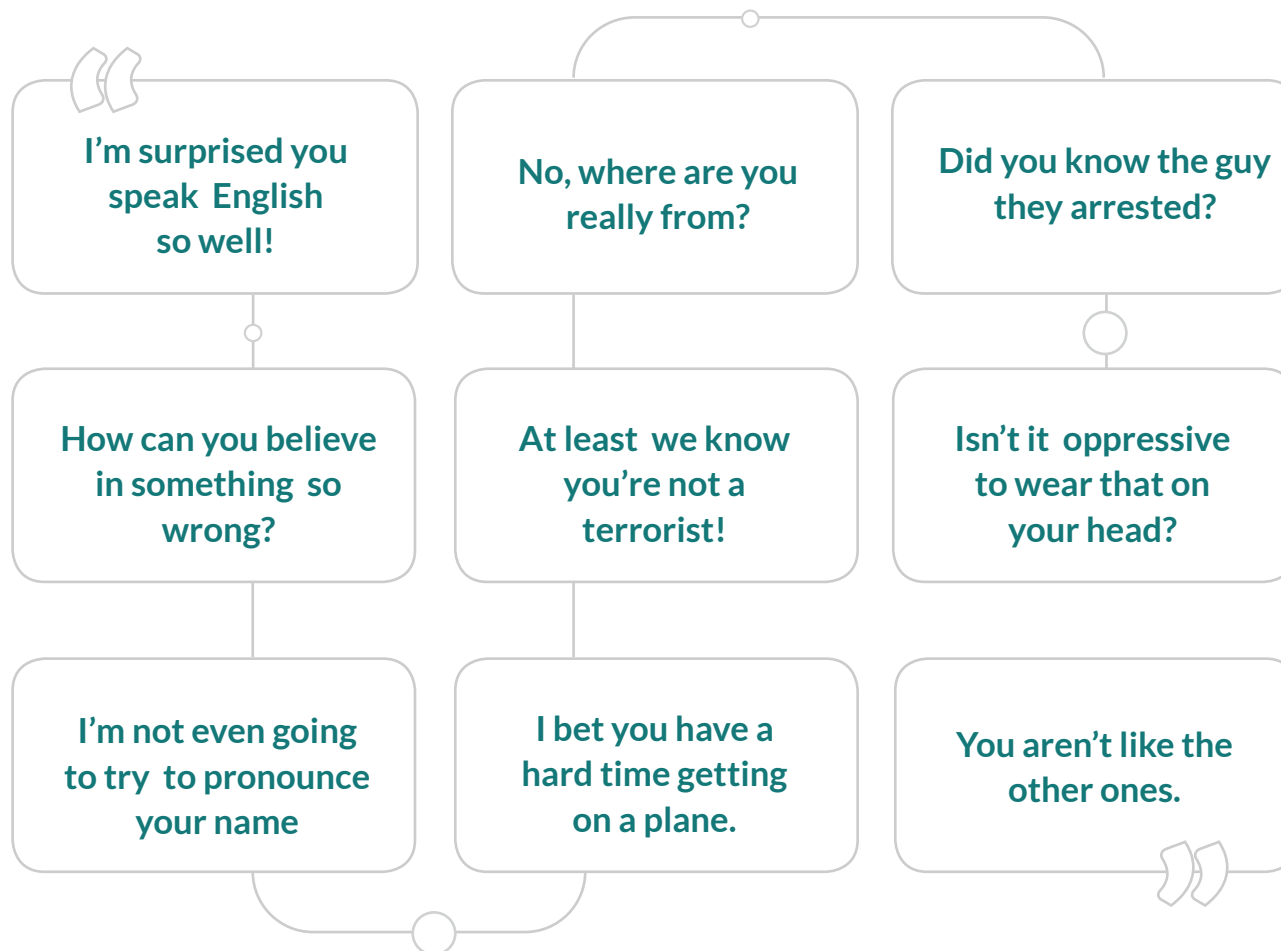 I’m surprised you
speak English
so well!
No, where are you
really from?
Did you know the guy
they arrested?
How can you believe
in something so
wrong?
At least we know
you’re not a
terrorist!
Isn’t it oppressive
to wear that on
your head?
I’m not even going
to try to pronounce
your name
I bet you have a
hard time getting
on a plane.
You aren’t like the
other ones.